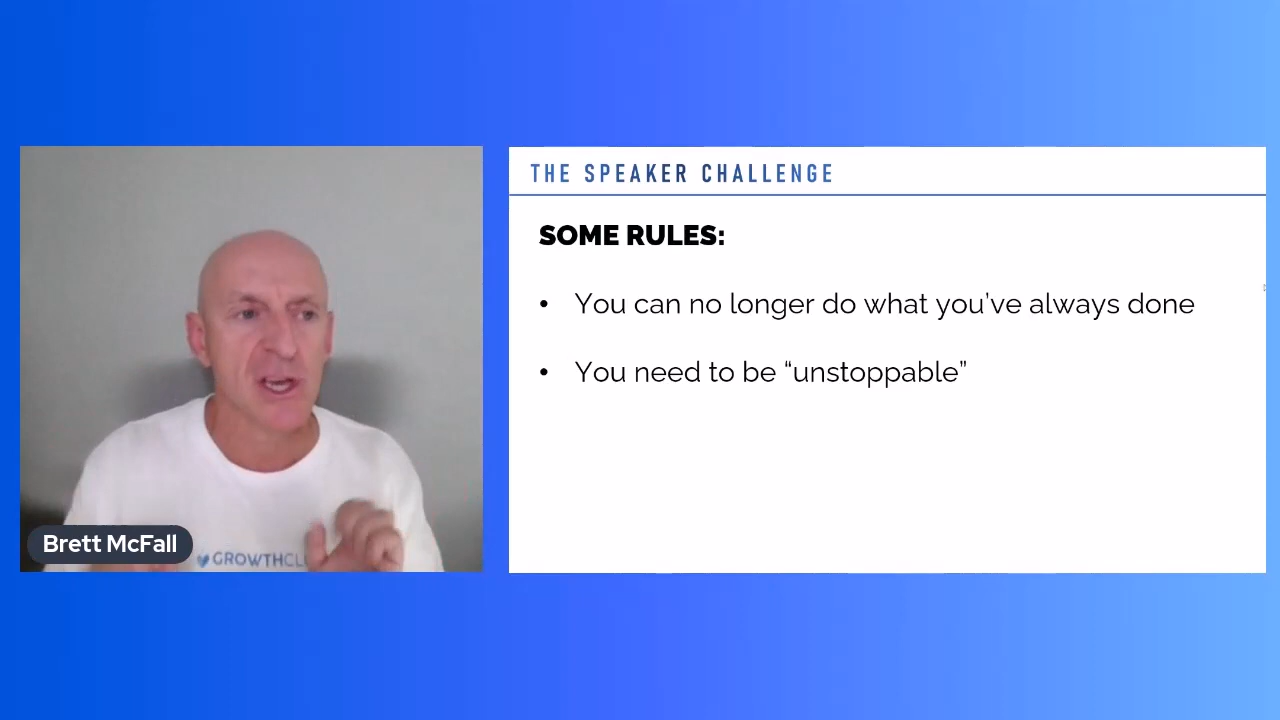 THE SPEAKER CHALLENGE
SOME RULES:
• You can no longer do what you’ve always done
• You need to be “unstoppable”
Brett McFall
GROWTHCL